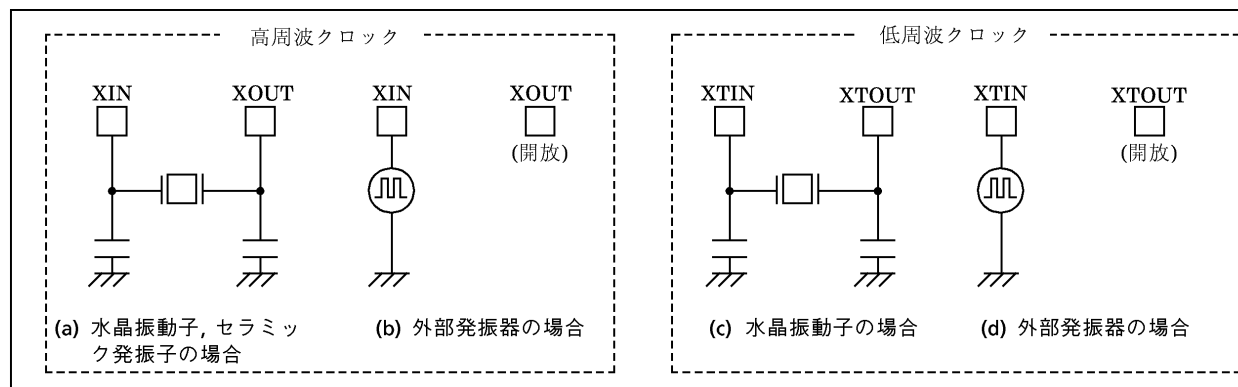 高周波クロック
XIN
XOUT
XIN
XOUT
(開放)
(a) 水晶振動子, セラミッ
ク発振子の場合
(b) 外部発振器の場合
低周波クロック
XTIN
XTOUT
XTIN
XTOUT
(開放)
(c) 水晶振動子の場合
(d) 外部発振器の場合